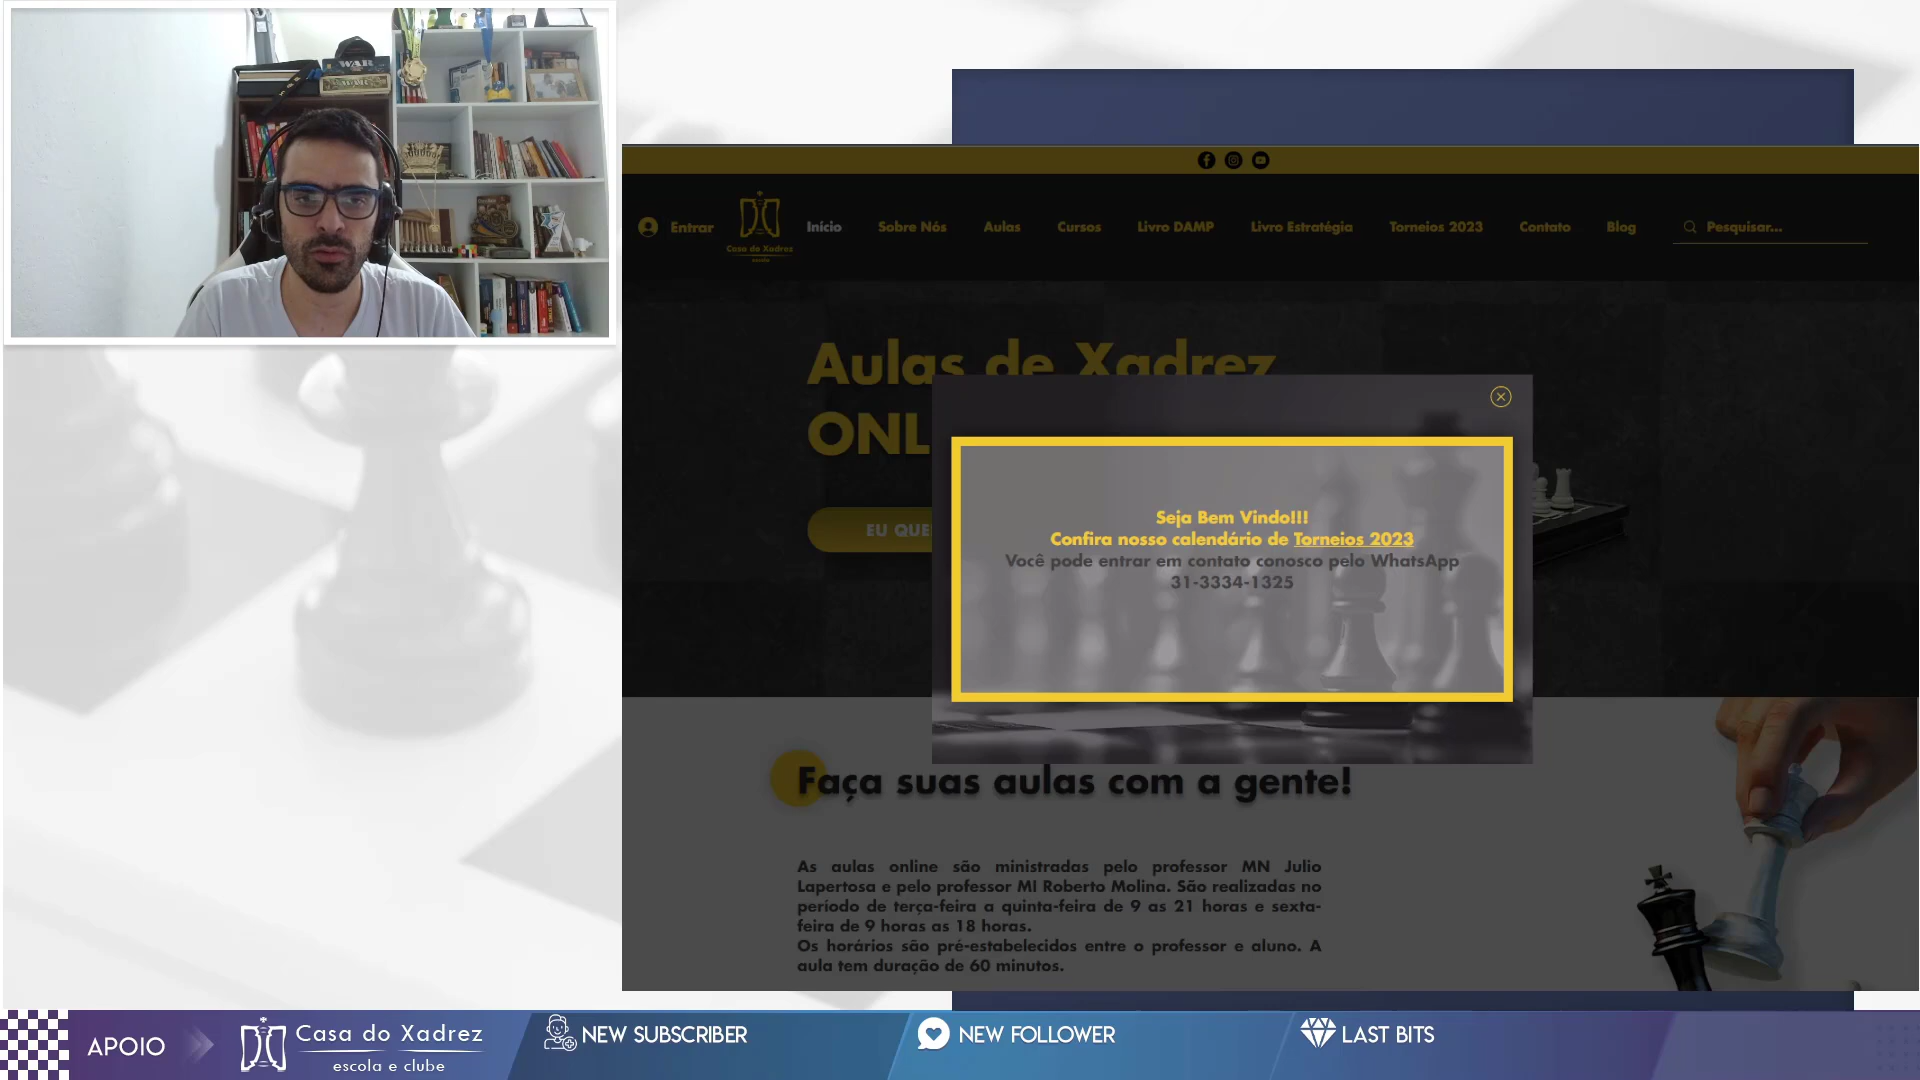 WAR
Entrar
Casa do Xadrez
escola
Início
Sobre Nós
Aulas
Cursos
Livro DAMP
Livro Estratégia
Torneios 2023
Contato
Blog
Pesquisar...
Aulas de Xadrez
ONL
EU QUE
Seja Bem Vindo!!!
Confira nosso calendário de Torneios 2023
Você pode entrar em contato conosco pelo WhatsApp
31-3334-1325
Faça suas aulas com a gente!
As aulas online são ministradas pelo professor MN Julio
Lapertosa e pelo professor MI Roberto Molina. São realizadas no
período de terça-feira a quinta-feira de 9 as 21 horas e sexta-
feira de 9 horas as 18 horas.
Os horários são pré-estabelecidos entre o professor e aluno. A
aula tem duração de 60 minutos.
APOIO
Casa do Xadrez
escola e clube
NEW SUBSCRIBER
NEW FOLLOWER
LAST BITS